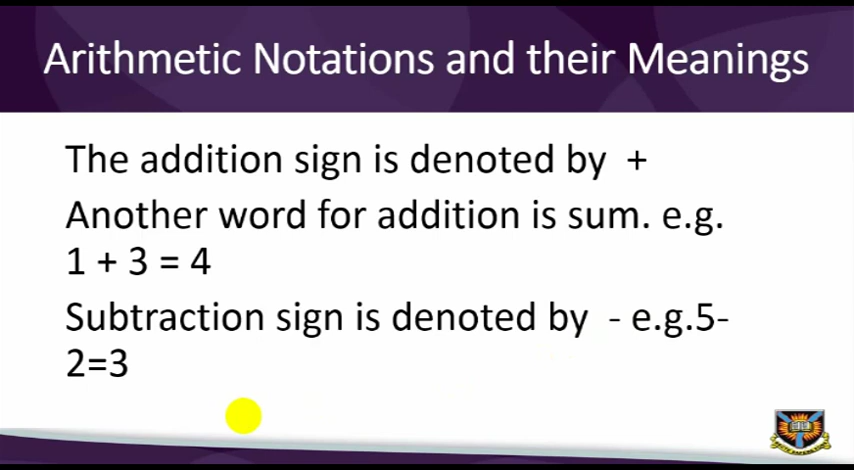 Arithmetic Notations and their Meanings
The addition sign is denoted by +
Another word for addition is sum. e.g.
1 + 3 = 4
Subtraction sign is denoted by - e.g.5-
2=3